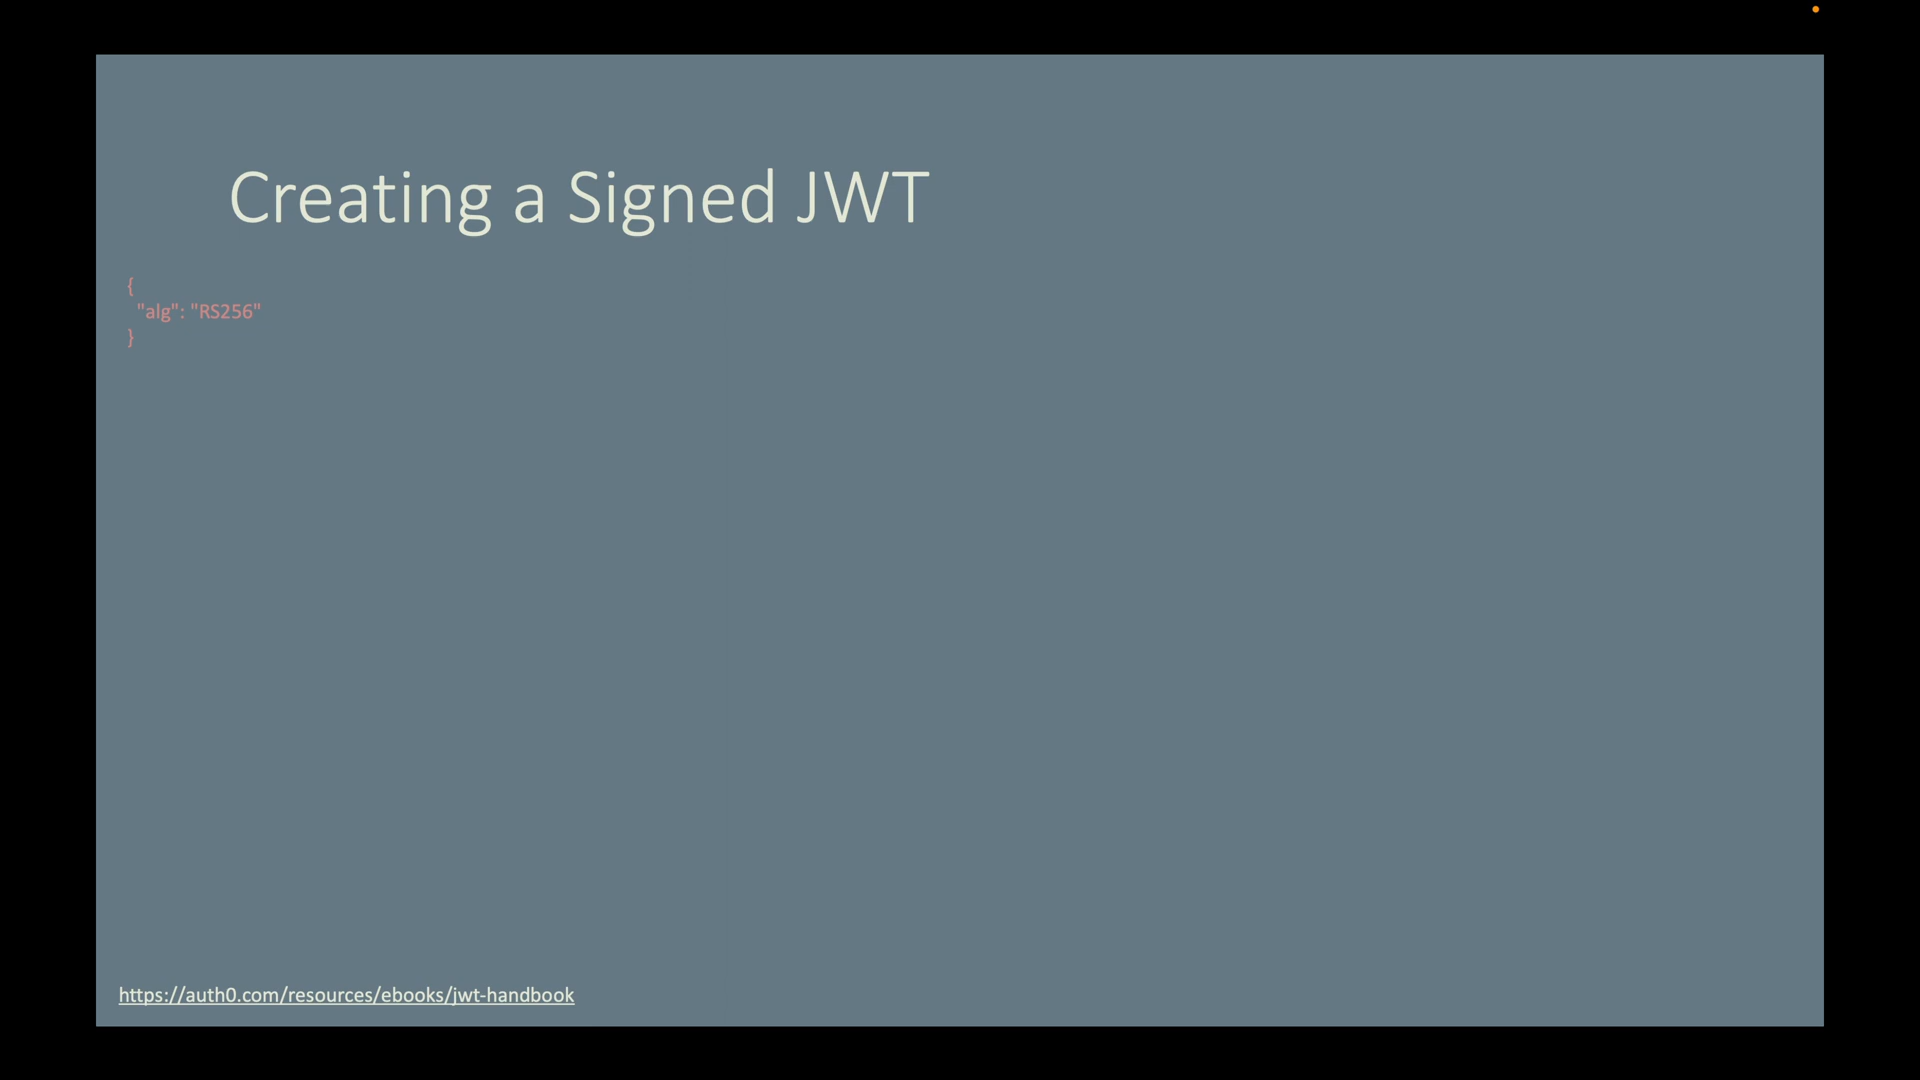 Creating a Signed JWT
{
"alg": "RS256"
}
https://auth0.com/resources/ebooks/jwt-handbook